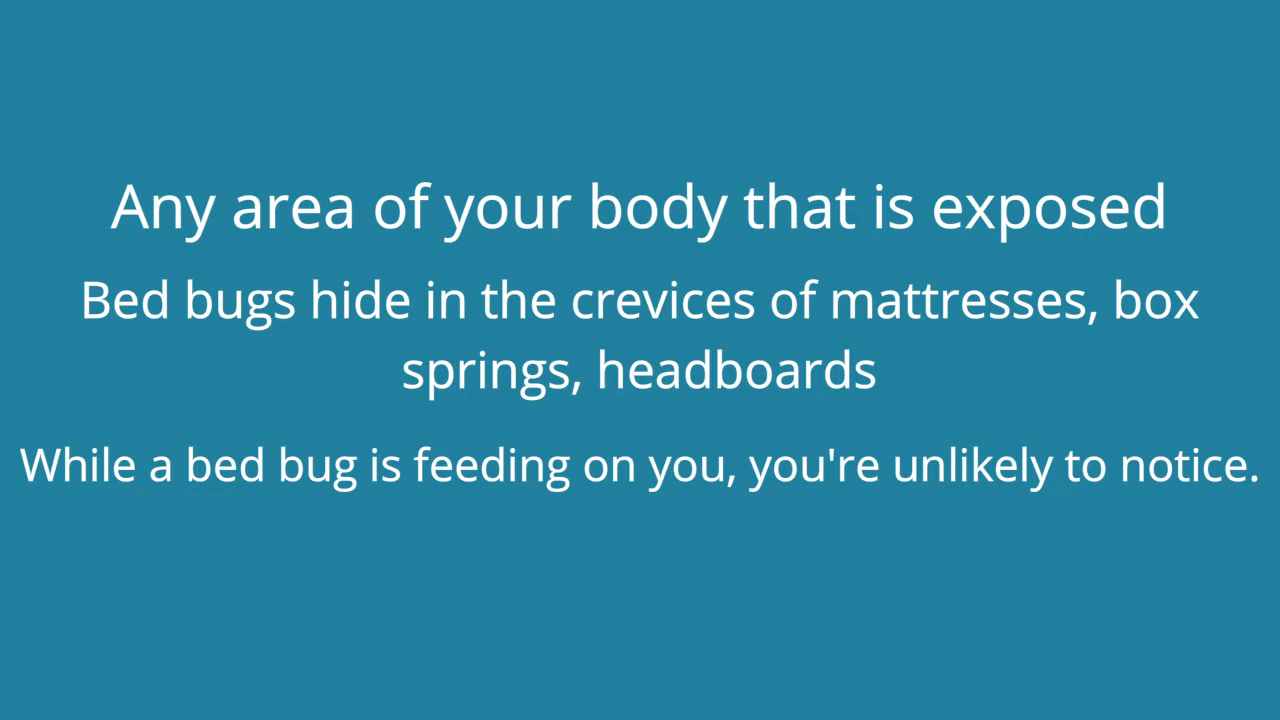 Any area of your body that is exposed
Bed bugs hide in the crevices of mattresses, box
springs, headboards
While a bed bug is feeding on you, you're unlikely to notice.